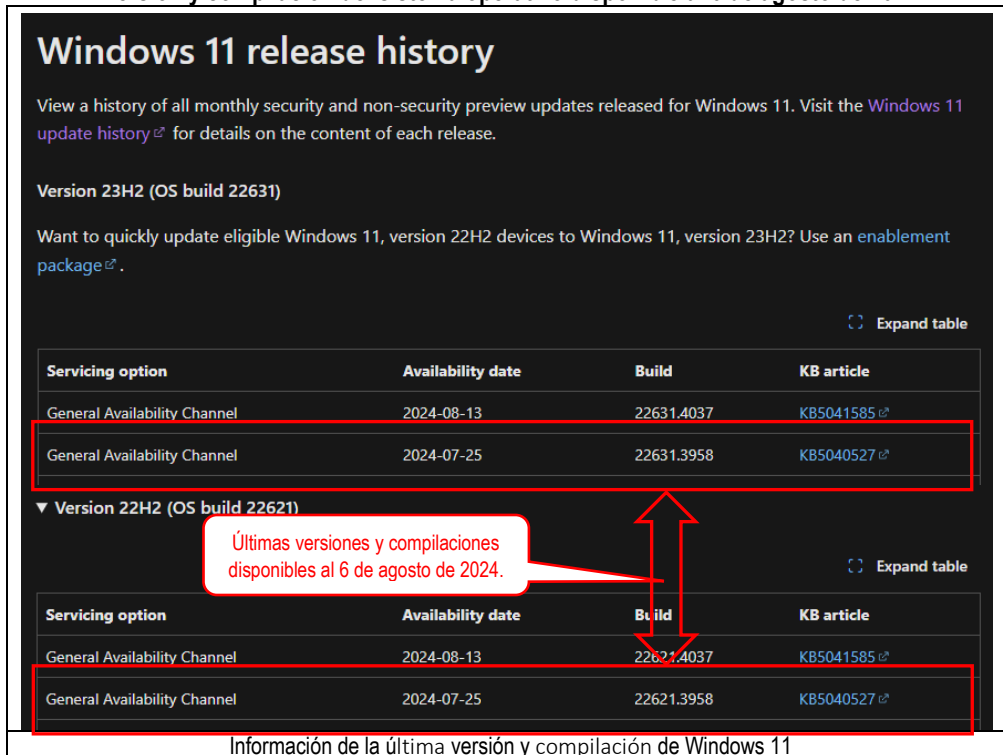 Windows 11 release history
View a history of all monthly security and non-security preview updates released for Windows 11. Visit the Windows 11
update history for details on the content of each release.
Version 23H2 (OS build 22631)
Want to quickly update eligible Windows 11, version 22H2 devices to Windows 11, version 23H2? Use an enablement
package.
Expand table
Servicing option Availability date Build KB article
General Availability Channel 2024-08-13 22631.4037 KB5041585
General Availability Channel 2024-07-25 22631.3958 KB5040527
▼ Version 22H2 (OS build 22621)
Últimas versiones y compilaciones
disponibles al 6 de agosto de 2024.
Expand table
Servicing option Availability date Build KB article
General Availability Channel 2024-08-13 22621.4037 KB5041585
General Availability Channel 2024-07-25 22621.3958 KB5040527
Información de la última versión y compilación de Windows 11